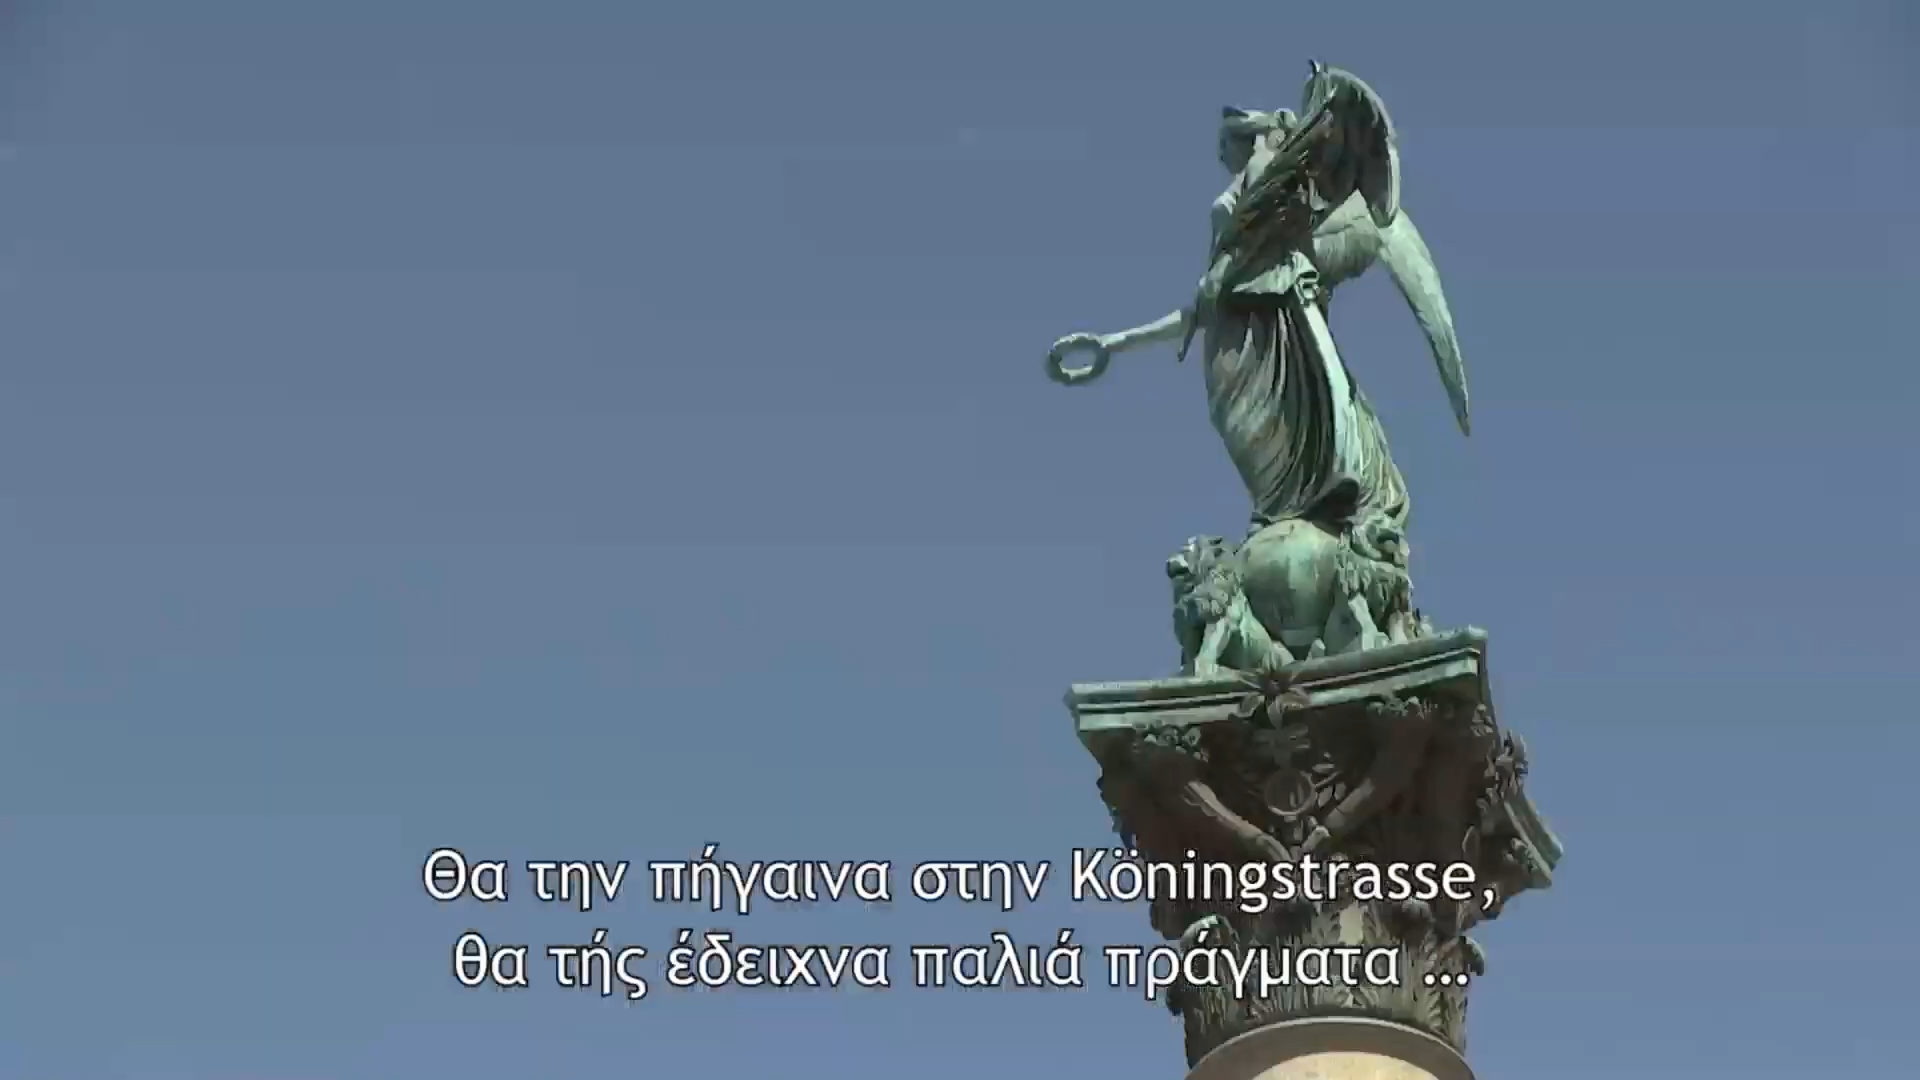 Θα την πήγαινα στην Köningstrasse,
θα τής έδειχνα παλιά πράγματα ...